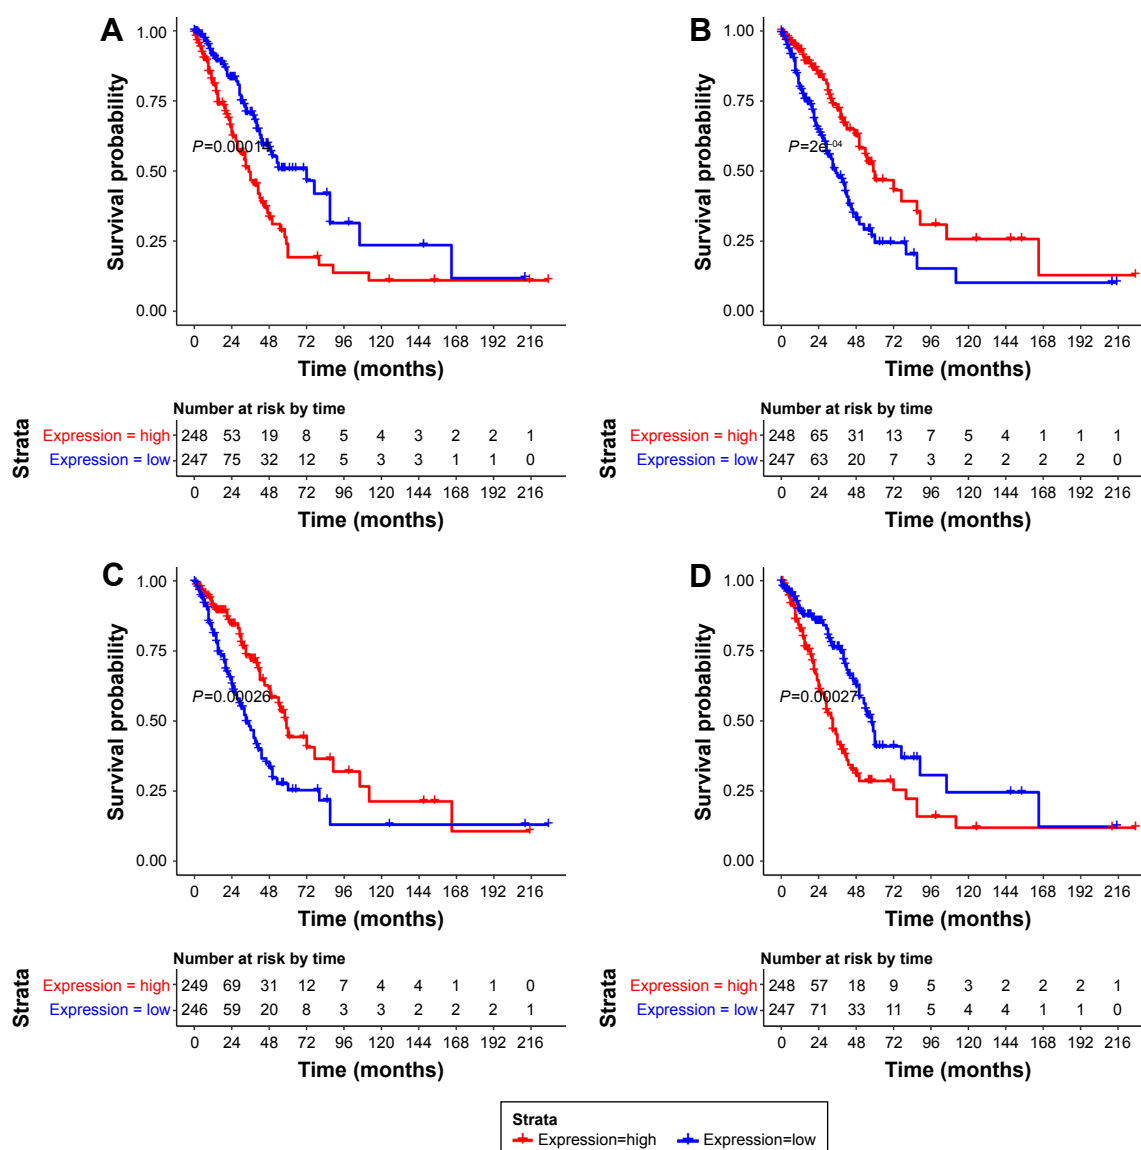 A
Survival probability
1.00
0.75
0.50
0.25
0.00
P=0.00014
0 24 48 72 96 120 144 168 192 216
Time (months)
Number at risk by time
Strata
Expression = high 248 53 19 8 5 4 3 2 2 1
Expression = low 247 75 32 12 5 3 3 1 1 0
0 24 48 72 96 120 144 168 192 216
Time (months)
B
Survival probability
1.00
0.75
0.50
0.25
0.00
P=2e-04
0 24 48 72 96 120 144 168 192 216
Time (months)
Number at risk by time
Strata
Expression = high 248 65 31 13 7 5 4 1 1 1
Expression = low 247 63 20 7 3 2 2 2 2 0
0 24 48 72 96 120 144 168 192 216
Time (months)
C
Survival probability
1.00
0.75
0.50
0.25
0.00
P=0.00026
0 24 48 72 96 120 144 168 192 216
Time (months)
Number at risk by time
Strata
Expression = high 249 69 31 12 7 4 4 1 1 0
Expression = low 246 59 20 8 3 3 2 2 2 1
0 24 48 72 96 120 144 168 192 216
Time (months)
D
Survival probability
1.00
0.75
0.50
0.25
0.00
P=0.00027
0 24 48 72 96 120 144 168 192 216
Time (months)
Number at risk by time
Strata
Expression = high 248 57 18 9 5 3 2 2 2 1
Expression = low 247 71 33 11 5 4 4 1 1 0
0 24 48 72 96 120 144 168 192 216
Time (months)
Strata
Expression=high Expression=low